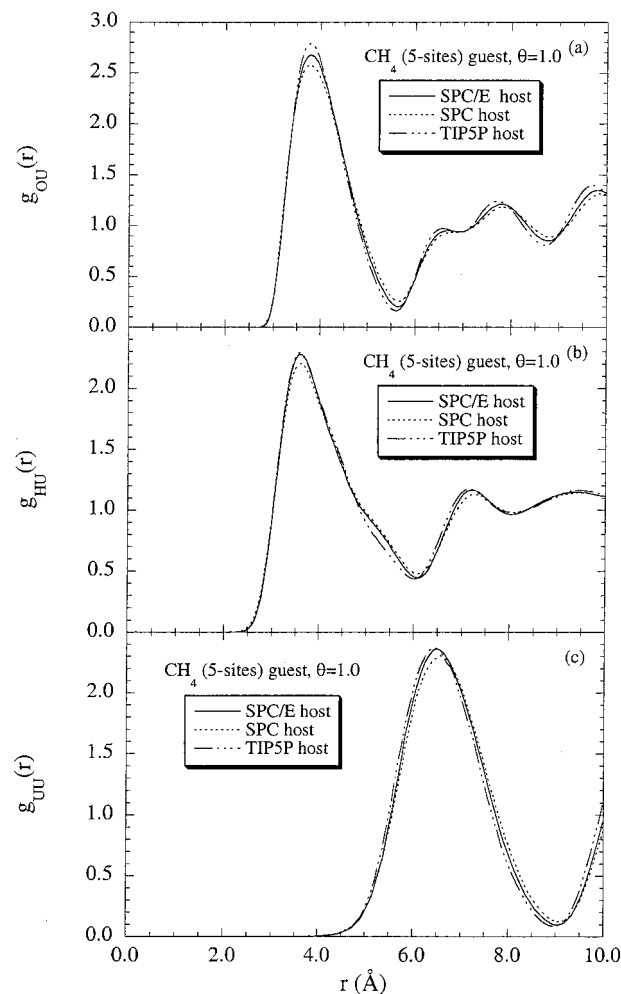 3.0
(a)
CH4 (5-sites) guest, θ=1.0
2.5
SPC/E host
SPC host
TIP5P host
2.0
gOU(r)
1.5
1.0
0.5
0.0
(b)
CH4 (5-sites) guest, θ=1.0
2.0
SPC/E host
SPC host
TIP5P host
1.5
gHU(r)
1.0
0.5
0.0
(c)
CH4 (5-sites) guest, θ=1.0
SPC/E host
SPC host
TIP5P host
2.0
1.5
gUU(r)
1.0
0.5
0.0
0.0 2.0 4.0 6.0 8.0 10.0
r (Å)